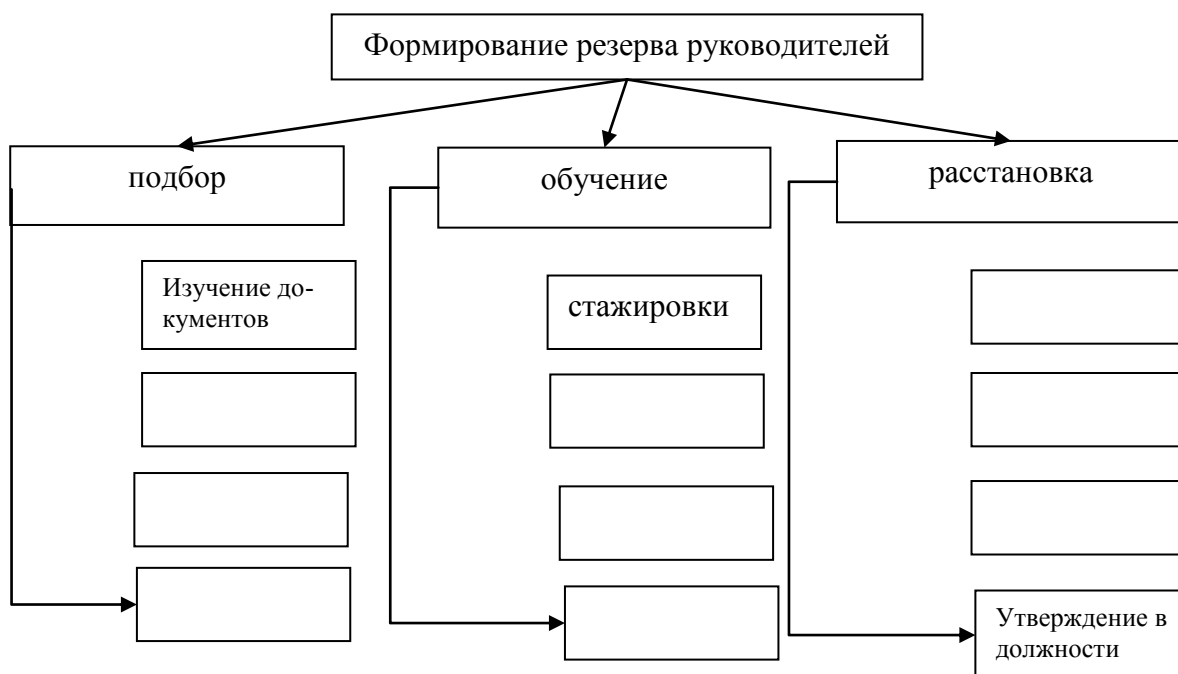 Формирование резерва руководителей
подбор
обучение
расстановка
Изучение до-
кументов
стажировки
Утверждение в
должности